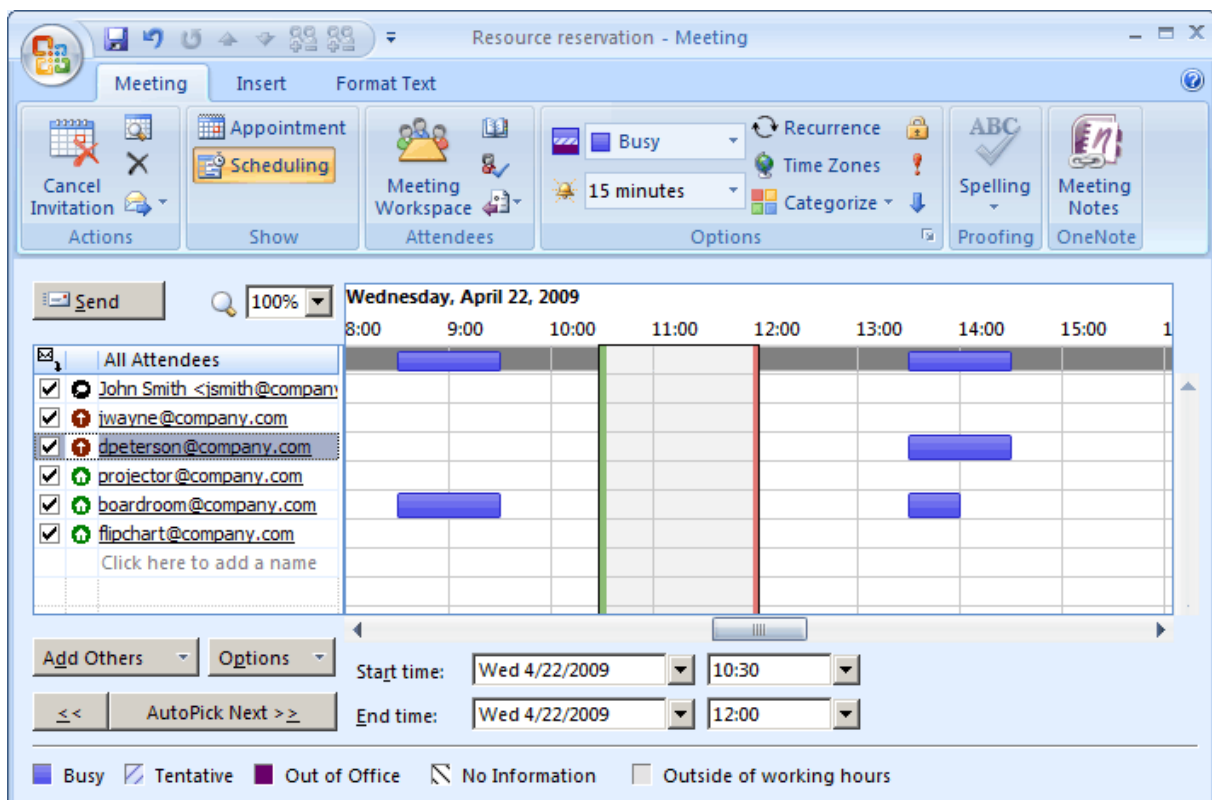 Resource reservation - Meeting
Meeting Insert Format Text
Cancel Invitation
Actions
Appointment
Scheduling
Show
Meeting Workspace
Attendees
Busy
15 minutes
Recurrence
Time Zones
Categorize
Options
ABC
Spelling
Proofing
Meeting Notes
OneNote
Send
100%
Wednesday, April 22, 2009
8:00 9:00 10:00 11:00 12:00 13:00 14:00 15:00 1
All Attendees
John Smith <jsmith@company
jwayne@company.com
dpeterson@company.com
projector@company.com
boardroom@company.com
flipchart@company.com
Click here to add a name
Add Others Options
Start time: Wed 4/22/2009 10:30
<< AutoPick Next >>
End time: Wed 4/22/2009 12:00
Busy Tentative Out of Office No Information Outside of working hours